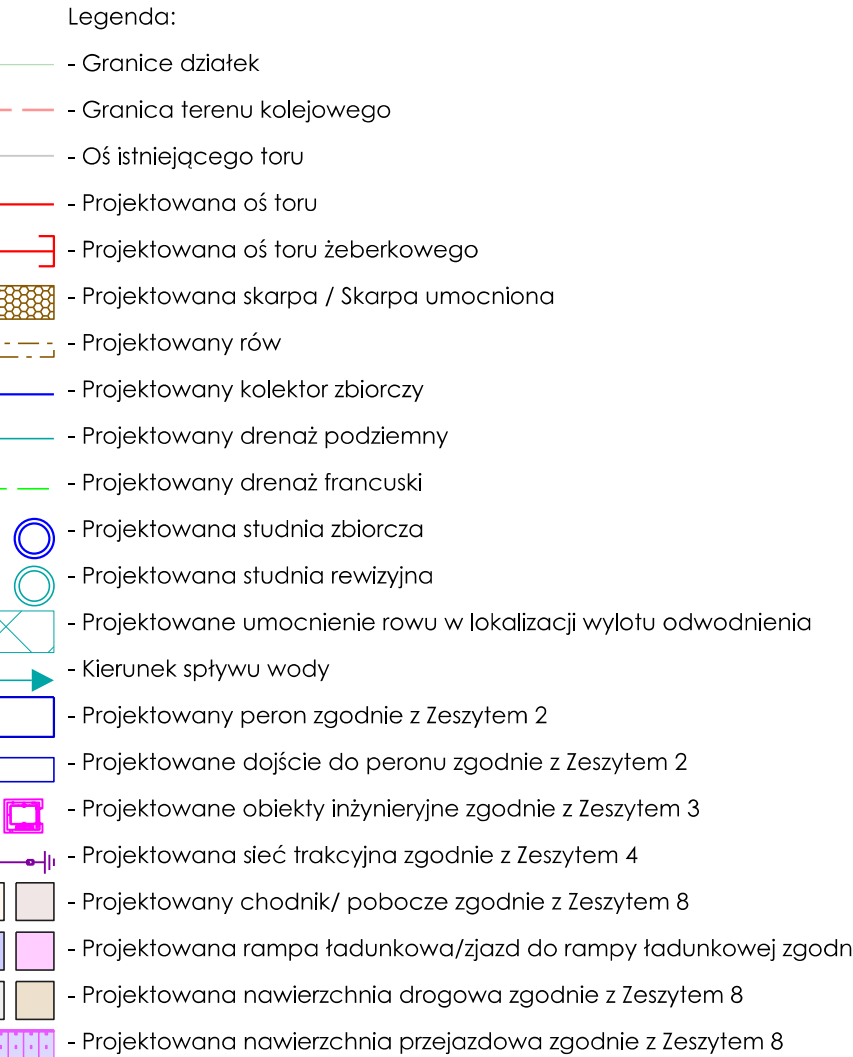 Legenda:
- Granice działek
- Granica terenu kolejowego
- Oś istniejącego toru
- Projektowana oś toru
- Projektowana oś toru żeberkowego
- Projektowana skarpa / Skarpa umocniona
- Projektowany rów
- Projektowany kolektor zbiorczy
- Projektowany drenaż podziemny
- Projektowany drenaż francuski
- Projektowana studnia zbiorcza
- Projektowana studnia rewizyjna
- Projektowane umocnienie rowu w lokalizacji wylotu odwodnienia
- Kierunek spływu wody
- Projektowany peron zgodnie z Zeszytem 2
- Projektowane dojście do peronu zgodnie z Zeszytem 2
- Projektowane obiekty inżynieryjne zgodnie z Zeszytem 3
- Projektowana sieć trakcyjna zgodnie z Zeszytem 4
- Projektowany chodnik/ pobocze zgodnie z Zeszytem 8
- Projektowana rampa ładunkowa/zjazd do rampy ładunkowej zgodn
- Projektowana nawierzchnia drogowa zgodnie z Zeszytem 8
- Projektowana nawierzchnia przejazdowa zgodnie z Zeszytem 8